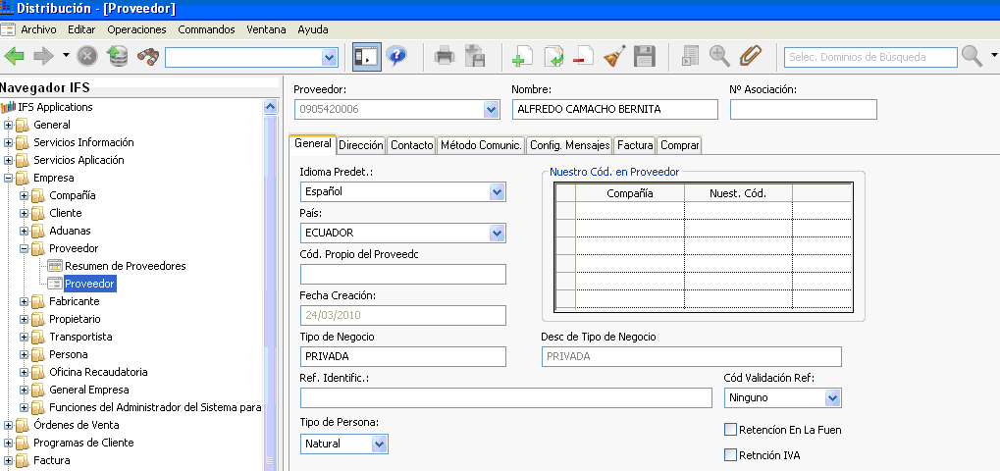 Distribución - [Proveedor]
Archivo Editar Operaciones Commandos Ventana Ayuda
Selec. Dominios de Búsqueda
Navegador IFS
IFS Applications
General
Servicios Información
Servicios Aplicación
Empresa
Compañía
Cliente
Aduanas
Proveedor
Resumen de Proveedores
Proveedor
Fabricante
Propietario
Transportista
Persona
Oficina Recaudatoria
General Empresa
Funciones del Administrador del Sistema para
Órdenes de Venta
Programas de Cliente
Factura
Proveedor: Nombre: Nº Asociación:
0905420006 ALFREDO CAMACHO BERNITA
General Dirección Contacto Método Comunic. Config. Mensajes Factura Comprar
Idioma Predet.:
Español
País:
ECUADOR
Cód. Propio del Proveedc
Fecha Creación:
24/03/2010
Nuestro Cód. en Proveedor
Compañía Nuest. Cód.
Tipo de Negocio Desc de Tipo de Negocio
PRIVADA PRIVADA
Ref. Identific.: Cód Validación Ref:
Ninguno
Tipo de Persona:
Natural
Retencíon En La Fuen
Retnción IVA